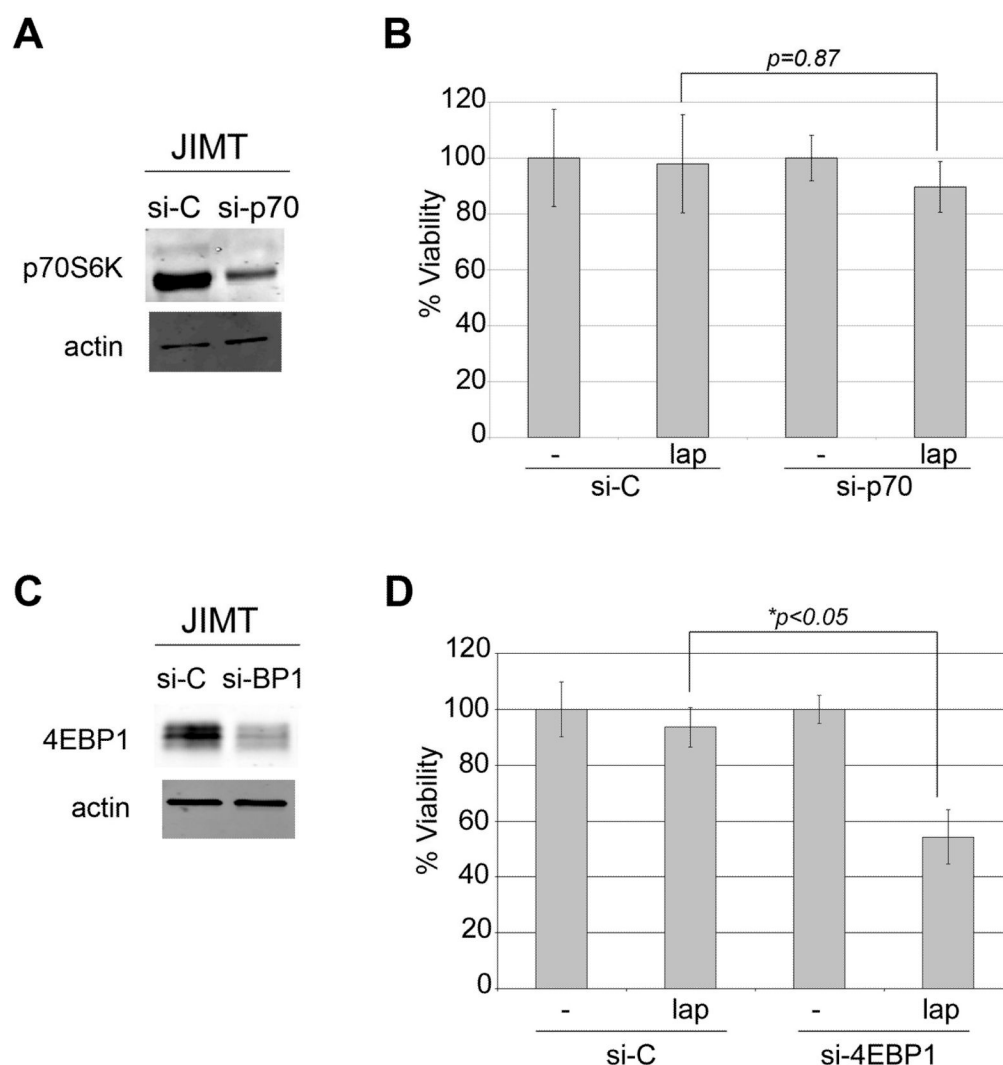 A
JIMT
si-C si-p70
p70S6K
actin
B
p=0.87
% Viability
120
100
80
60
40
20
0
- lap - lap
si-C si-p70
C
JIMT
si-C si-BP1
4EBP1
actin
D
*p<0.05
% Viability
120
100
80
60
40
20
0
- lap - lap
si-C si-4EBP1